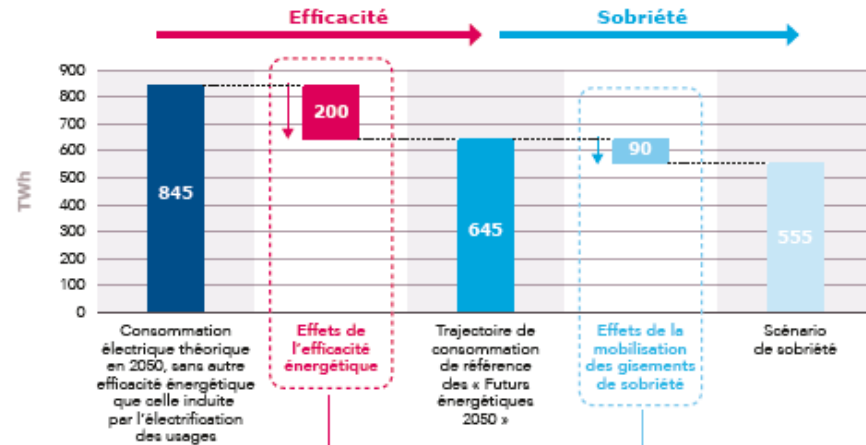 Efficacité
Sobriété
900
800
700
600
500
400
300
200
100
0
TWh
845
200
645
90
555
Consommation
électrique théorique
en 2050, sans autre
efficacité énergétique
que celle induite
par l'électrification
des usages
Effets de
l'efficacité
énergétique
Trajectoire de
consommation
de référence
des « Futurs
énergétiques
2050 »
Effets de la
mobilisation
des gisements
de sobriété
Scénario
de sobriété